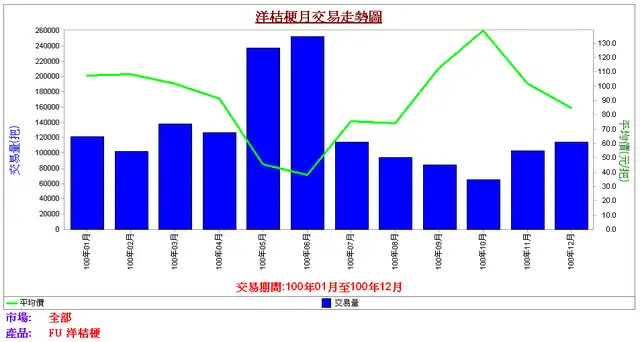 洋桔梗月交易走勢圖
交易量(把)
260000
240000
220000
200000
180000
160000
140000
120000
100000
80000
60000
40000
20000
0
130.0
120.0
110.0
100.0
90.0
80.0
70.0
60.0
50.0
40.0
30.0
20.0
10.0
0.0
平均價(元/把)
100年01月
100年02月
100年03月
100年04月
100年05月
100年06月
100年07月
100年08月
100年09月
100年10月
100年11月
100年12月
交易期間:100年01月至100年12月
平均價 交易量
市場: 全部
產品: FU 洋桔梗